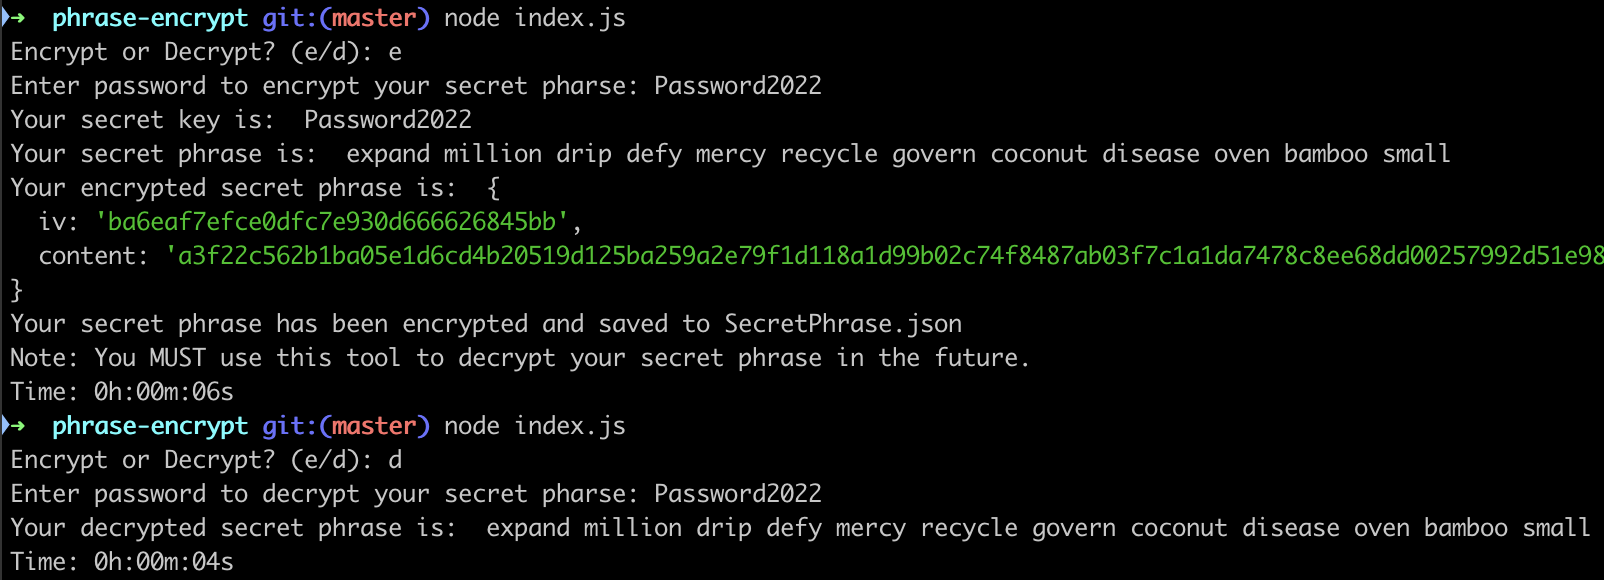 ➜  phrase-encrypt git:(master) node index.js
Encrypt or Decrypt? (e/d): e
Enter password to encrypt your secret pharse: Password2022
Your secret key is:  Password2022
Your secret phrase is:  expand million drip defy mercy recycle govern coconut disease oven bamboo small
Your encrypted secret phrase is:  {
  iv: 'ba6eaf7efce0dfc7e930d666626845bb',
  content: 'a3f22c562b1ba05e1d6cd4b20519d125ba259a2e79f1d118a1d99b02c74f8487ab03f7c1a1da7478c8ee68dd00257992d51e98
}
Your secret phrase has been encrypted and saved to SecretPhrase.json
Note: You MUST use this tool to decrypt your secret phrase in the future.
Time: 0h:00m:06s
➜  phrase-encrypt git:(master) node index.js
Encrypt or Decrypt? (e/d): d
Enter password to decrypt your secret pharse: Password2022
Your decrypted secret phrase is:  expand million drip defy mercy recycle govern coconut disease oven bamboo small
Time: 0h:00m:04s